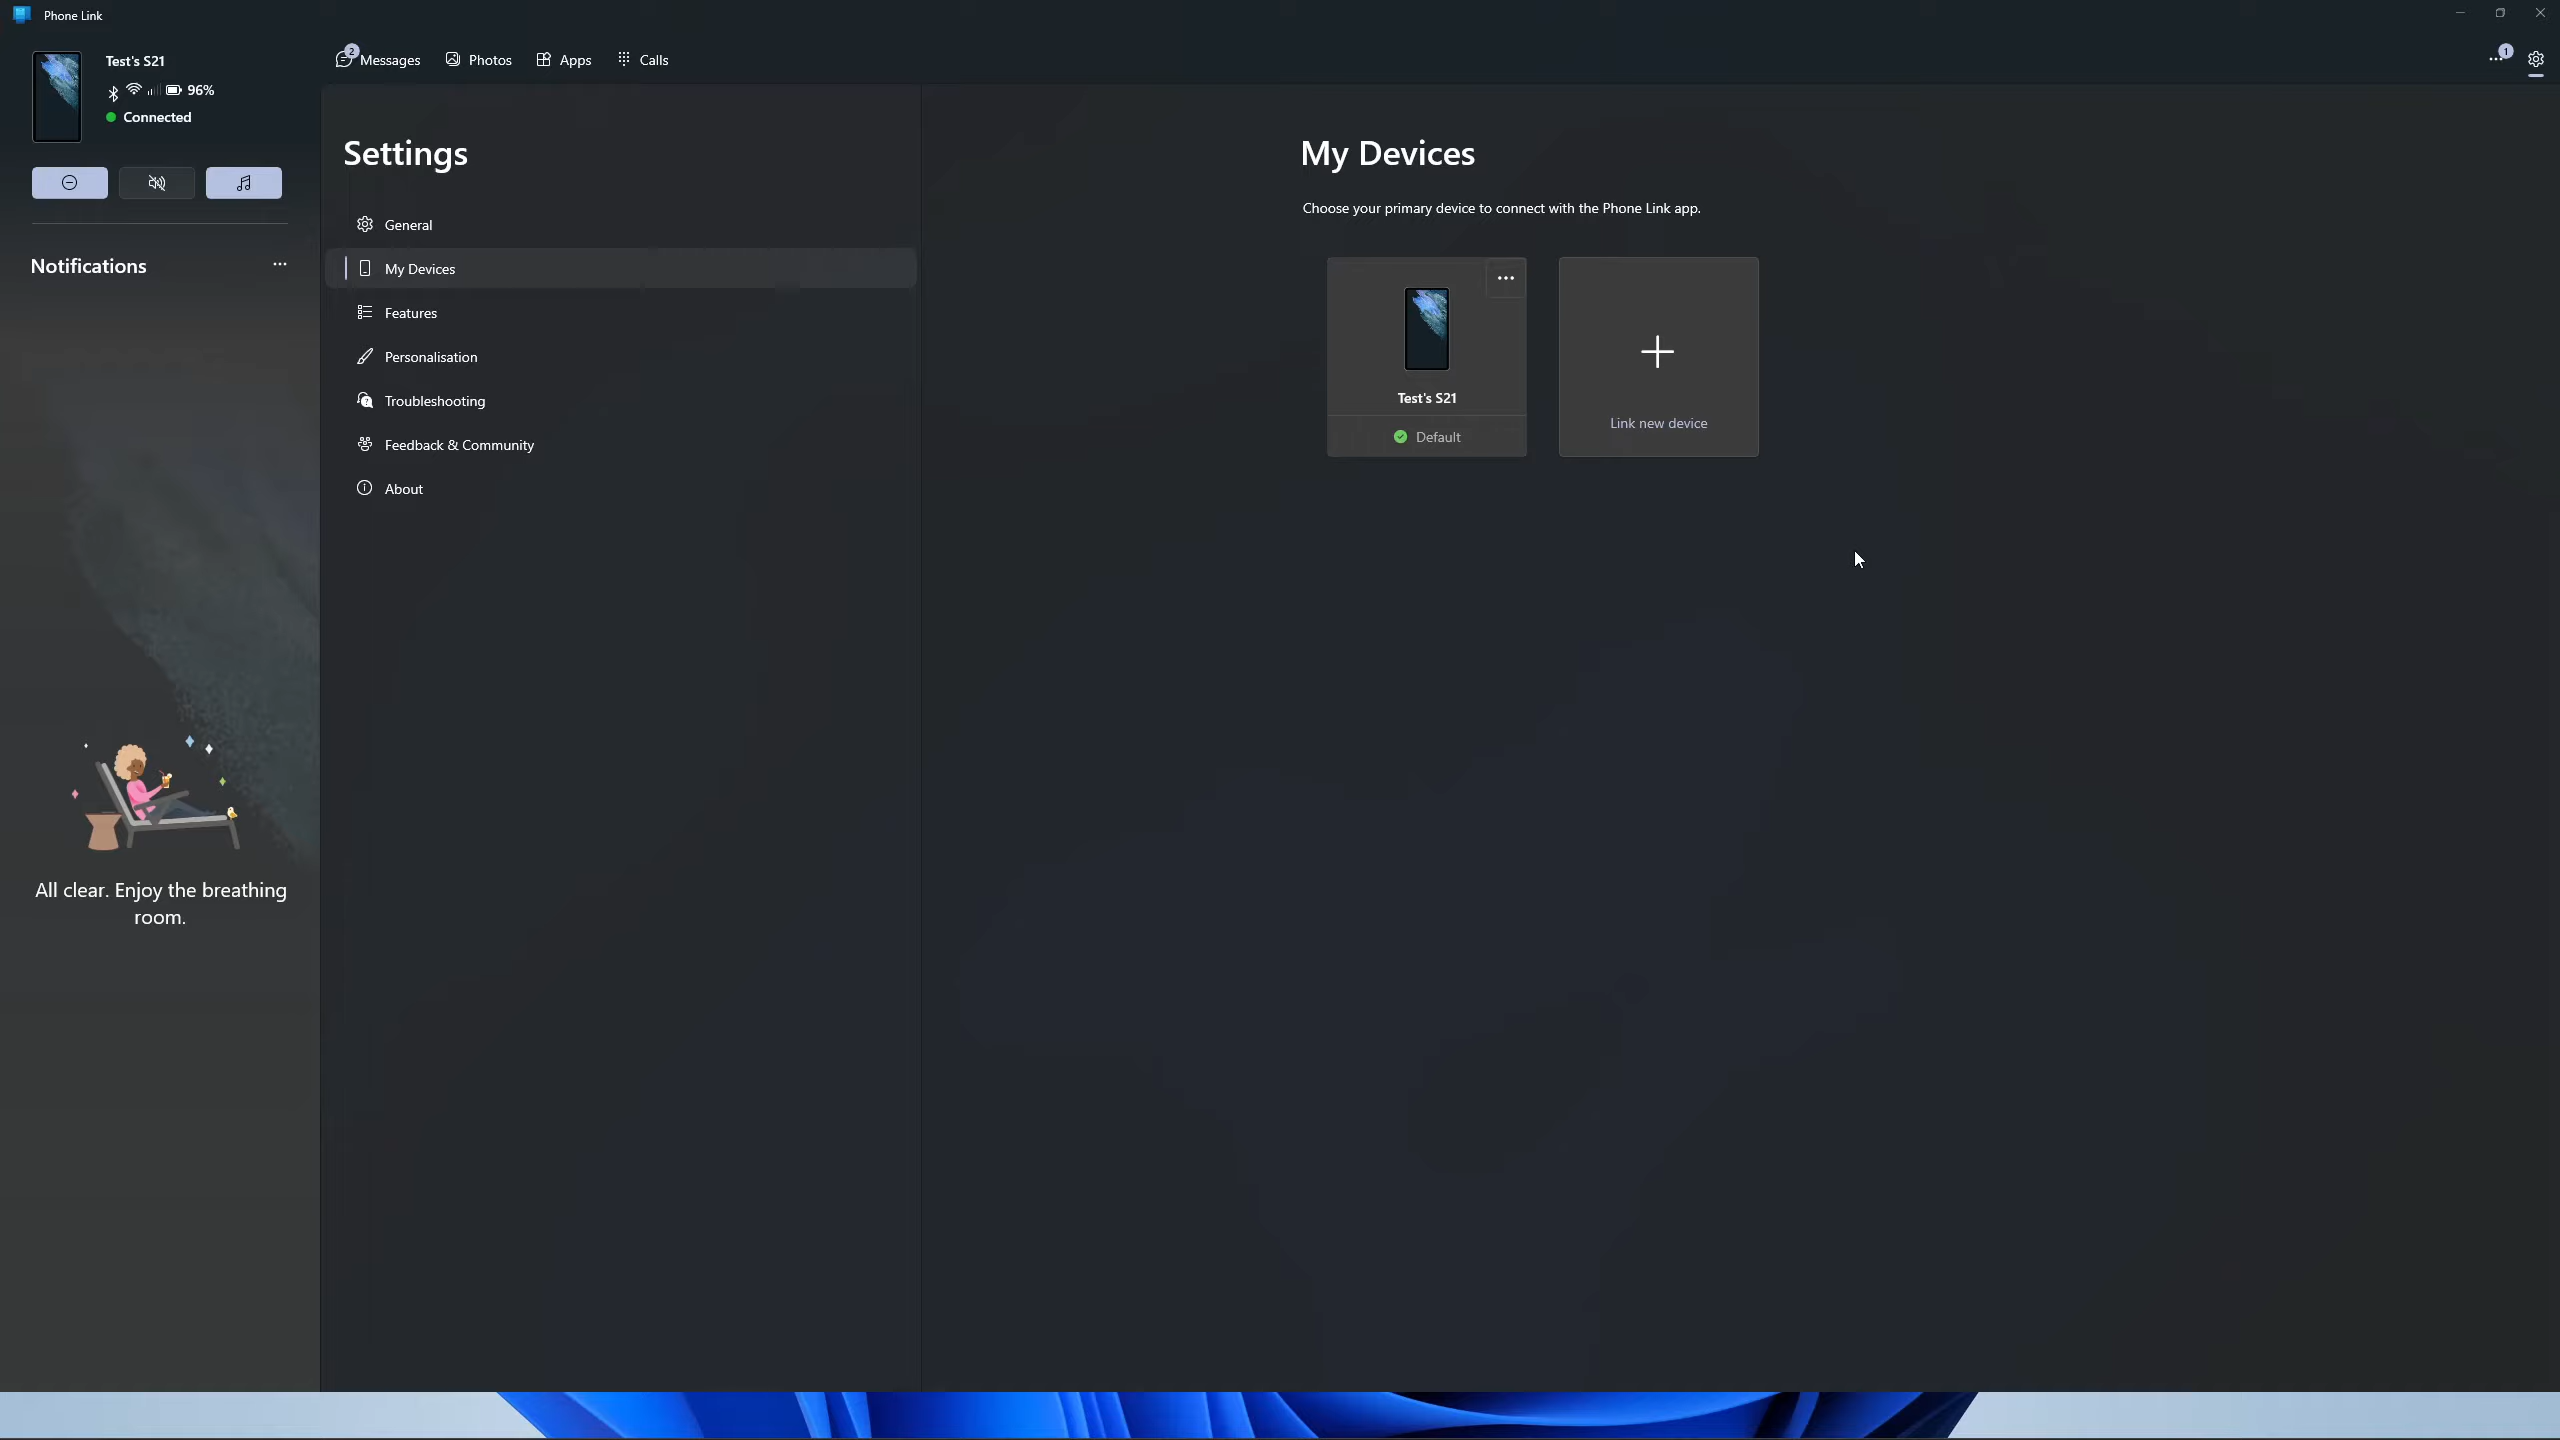 Phone Link
Test's S21
96%
Connected
2
Messages
Photos
Apps
Calls
1
Notifications
All clear. Enjoy the breathing
room.
Settings
General
My Devices
Features
Personalisation
Troubleshooting
Feedback & Community
About
My Devices
Choose your primary device to connect with the Phone Link app.
Test's S21
Default
Link new device